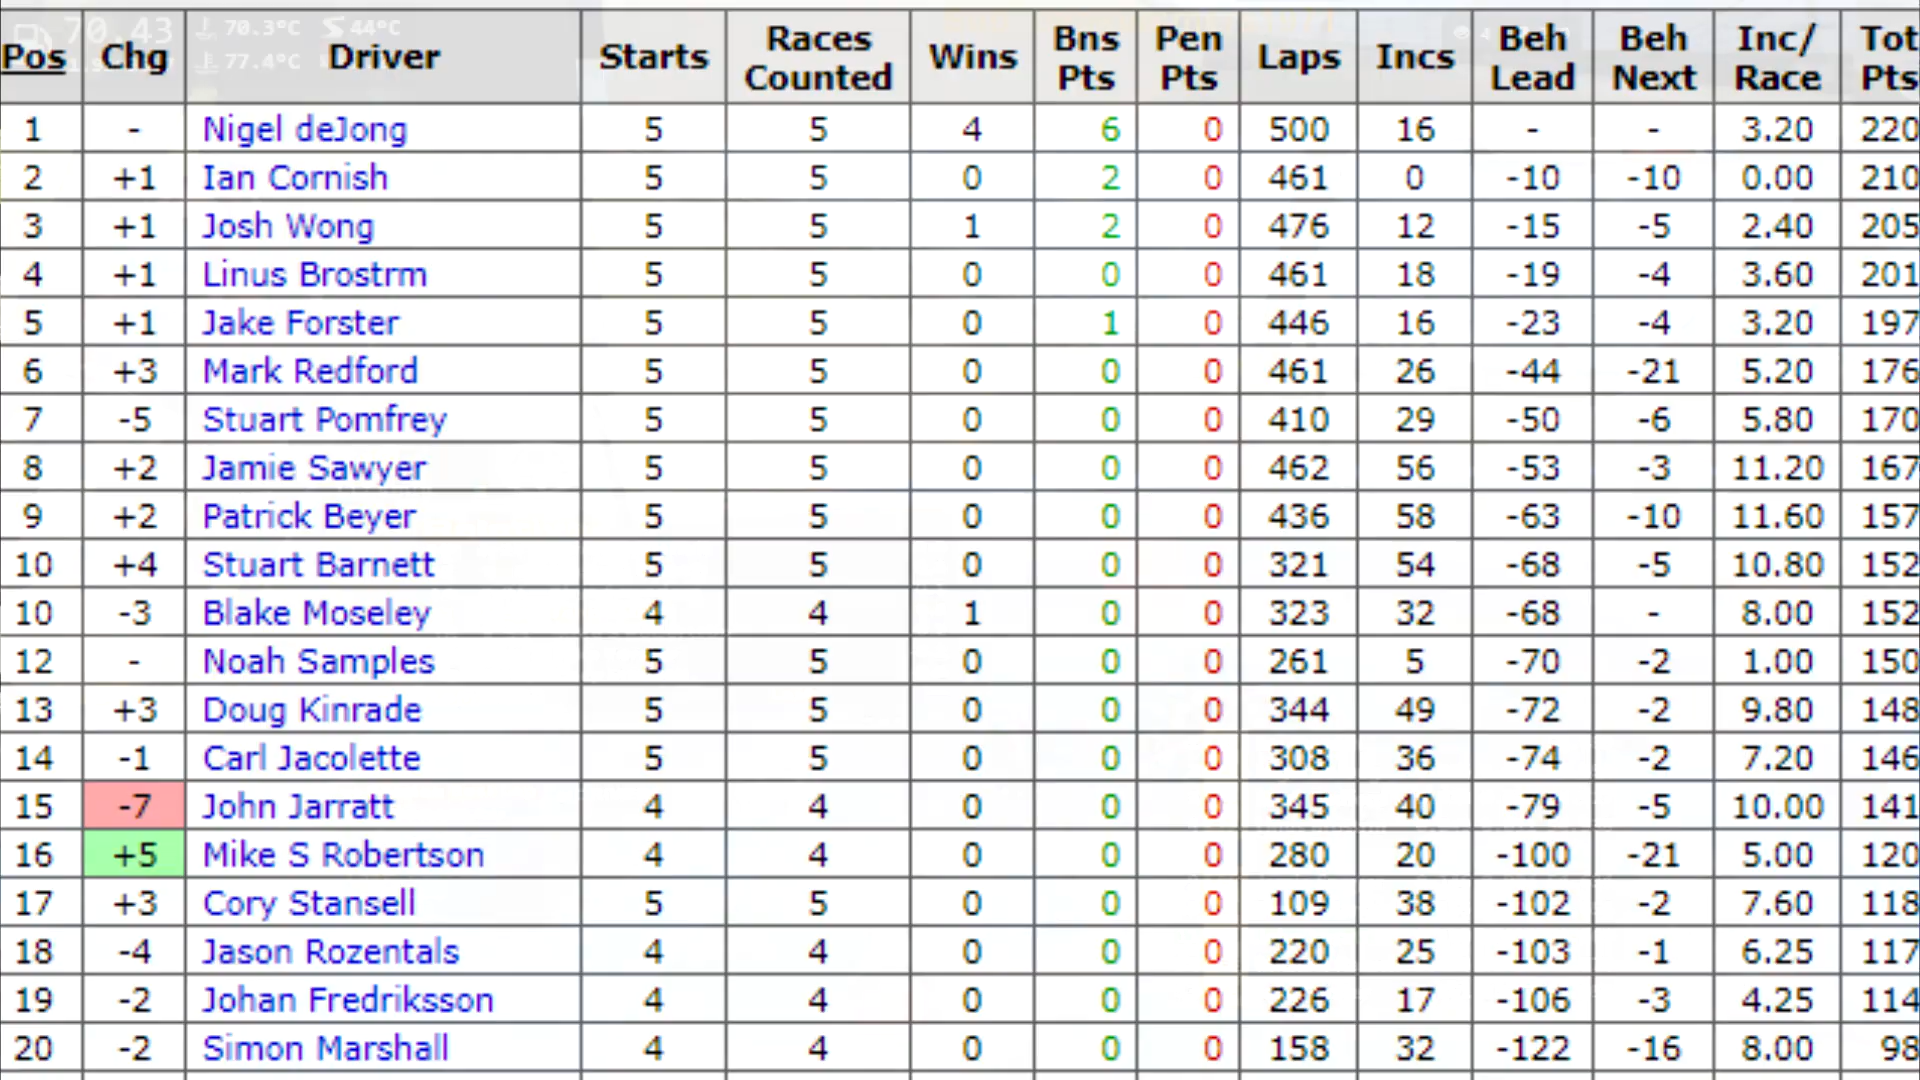 Pos Chg Driver Starts Races Counted Wins Bns Pts Pen Pts Laps Incs Beh Lead Beh Next Inc/ Race Tot Pts
1 - Nigel deJong 5 5 4 6 0 500 16 - - 3.20 220
2 +1 Ian Cornish 5 5 0 2 0 461 0 -10 -10 0.00 210
3 +1 Josh Wong 5 5 1 2 0 476 12 -15 -5 2.40 205
4 +1 Linus Brostrm 5 5 0 0 0 461 18 -19 -4 3.60 201
5 +1 Jake Forster 5 5 0 1 0 446 16 -23 -4 3.20 197
6 +3 Mark Redford 5 5 0 0 0 461 26 -44 -21 5.20 176
7 -5 Stuart Pomfrey 5 5 0 0 0 410 29 -50 -6 5.80 170
8 +2 Jamie Sawyer 5 5 0 0 0 462 56 -53 -3 11.20 167
9 +2 Patrick Beyer 5 5 0 0 0 436 58 -63 -10 11.60 157
10 +4 Stuart Barnett 5 5 0 0 0 321 54 -68 -5 10.80 152
10 -3 Blake Moseley 4 4 1 0 0 323 32 -68 - 8.00 152
12 - Noah Samples 5 5 0 0 0 261 5 -70 -2 1.00 150
13 +3 Doug Kinrade 5 5 0 0 0 344 49 -72 -2 9.80 148
14 -1 Carl Jacolette 5 5 0 0 0 308 36 -74 -2 7.20 146
15 -7 John Jarratt 4 4 0 0 0 345 40 -79 -5 10.00 141
16 +5 Mike S Robertson 4 4 0 0 0 280 20 -100 -21 5.00 120
17 +3 Cory Stansell 5 5 0 0 0 109 38 -102 -2 7.60 118
18 -4 Jason Rozentals 4 4 0 0 0 220 25 -103 -1 6.25 117
19 -2 Johan Fredriksson 4 4 0 0 0 226 17 -106 -3 4.25 114
20 -2 Simon Marshall 4 4 0 0 0 158 32 -122 -16 8.00 98
70.43 70.3°C 44°C
77.4°C